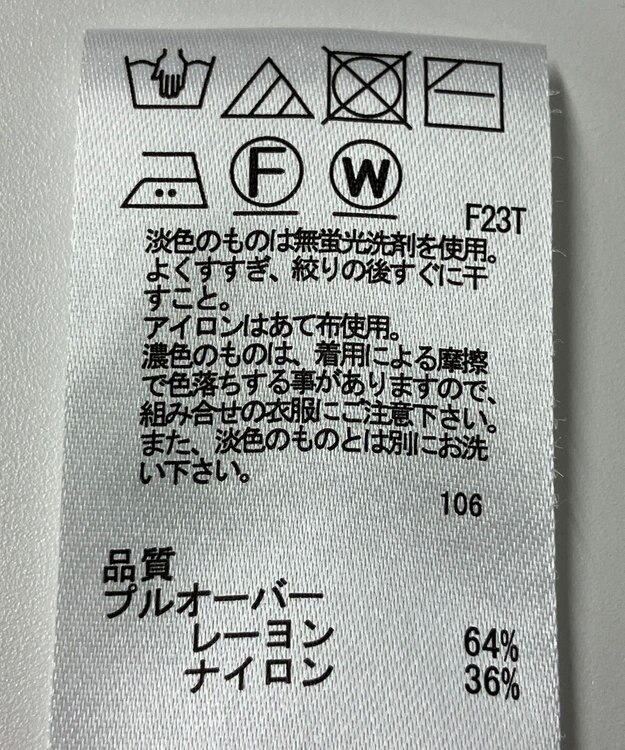 F
W
F23T
淡色のものは無蛍光洗剤を使用。
よくすすぎ、絞りの後すぐに干
すこと。
アイロンはあて布使用。
濃色のものは、着用による摩擦
で色落ちする事がありますので、
組み合せの衣服にご注意下さい。
また、淡色のものとは別にお洗
い下さい。
106
品質
プルオーバー
レーヨン 64%
ナイロン 36%